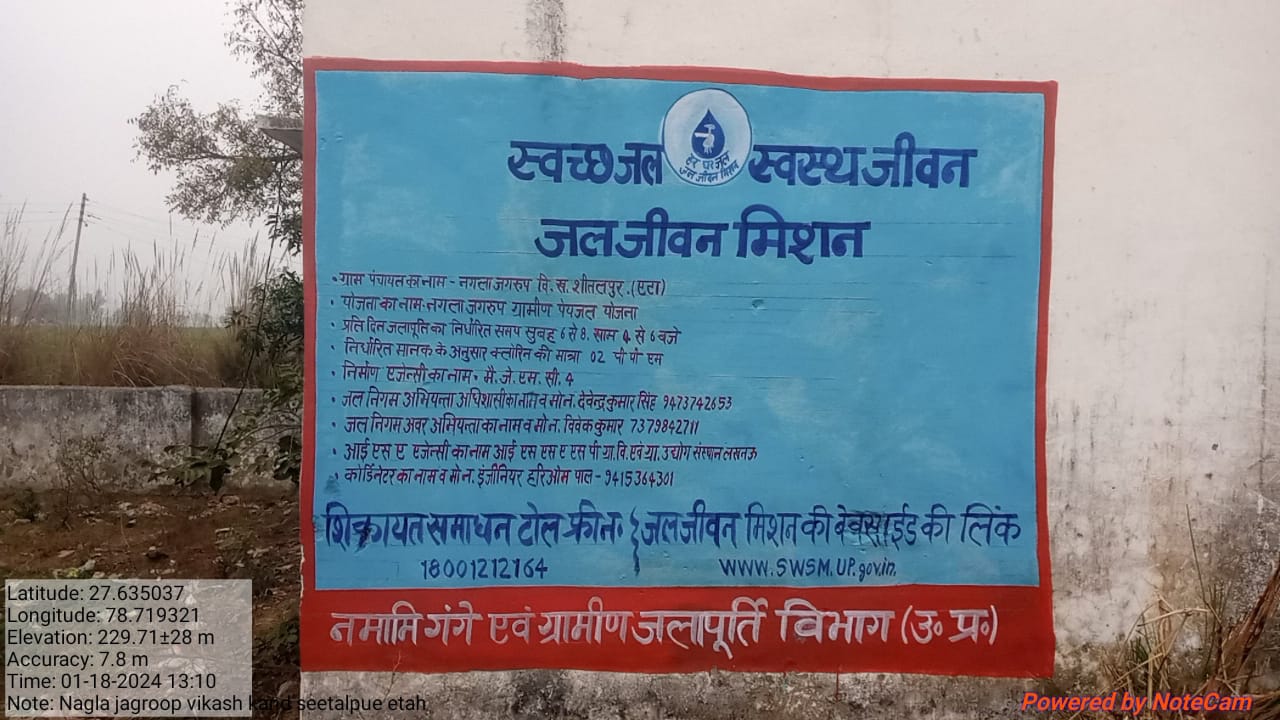 स्वच्छ जल स्वस्थ जीवन
हर घर जल
जल जीवन मिशन
जल जीवन मिशन
• ग्राम पंचायत का नाम - नगला जगरुप वि. ख. शीतलपुर. (एटा)
• योजना का नाम. नगला जगरुप ग्रामीण पेयजल योजना
• प्रति दिन जलापूर्ति का निर्धारित समय सुबह 6 से 8. साम 4 से 6 बजे
• निर्धारित मानक के अनुसार क्लोरिन की मात्रा 02 पी पी एम
• निर्माण एजेन्सी का नाम - मै. जे. एम. सी. 4
• जल निगम अभियन्ता अधिशासी का नाम व मो न. देवेन्द्र कुमार सिंह 9473742653
• जल निगम अवर अभियन्ता का नाम व मो न. विवेक कुमार 7379842711
• आई एस ए एजेन्सी का नाम आई एस एस ए एस पी ग्रा. वि. एवं ग्रा. उद्योग संस्थान लखनऊ
• कोर्डिनेटर का नाम व मो न. इंजीनियर हरिओम पाल - 9415364301
शिकायत समाधन टोल फ्री न॰ जल जीवन मिशन की वेवसाईड की लिंक
18001212164 WWW.SWSM.UP.gov.in.
नमामि गंगे एवं ग्रामीण जलापूर्ति विभाग (उ॰ प्र॰)
Latitude: 27.635037
Longitude: 78.719321
Elevation: 229.71±28 m
Accuracy: 7.8 m
Time: 01-18-2024 13:10
Note: Nagla jagroop vikash kand seetalpue etah
Powered by NoteCam